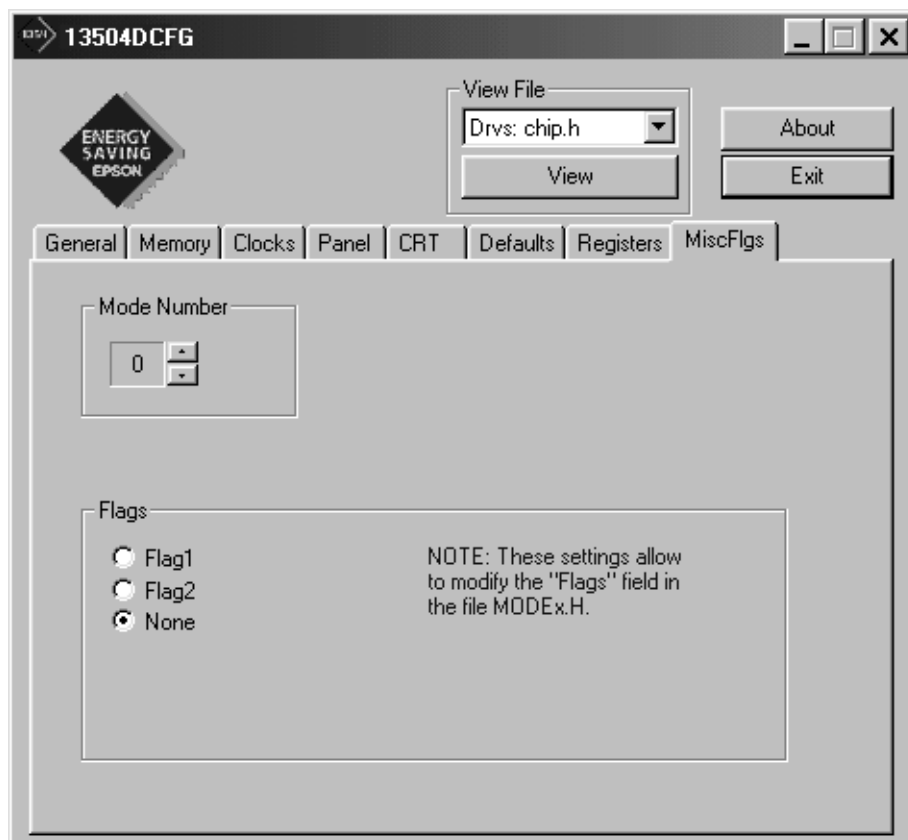 13504DCFG
ENERGY
SAVING
EPSON
View File
Drvs: chip.h
View
About
Exit
General Memory Clocks Panel CRT Defaults Registers MiscFlgs
Mode Number
0
Flags
Flag1
Flag2
None
NOTE: These settings allow
to modify the "Flags" field in
the file MODEx.H.